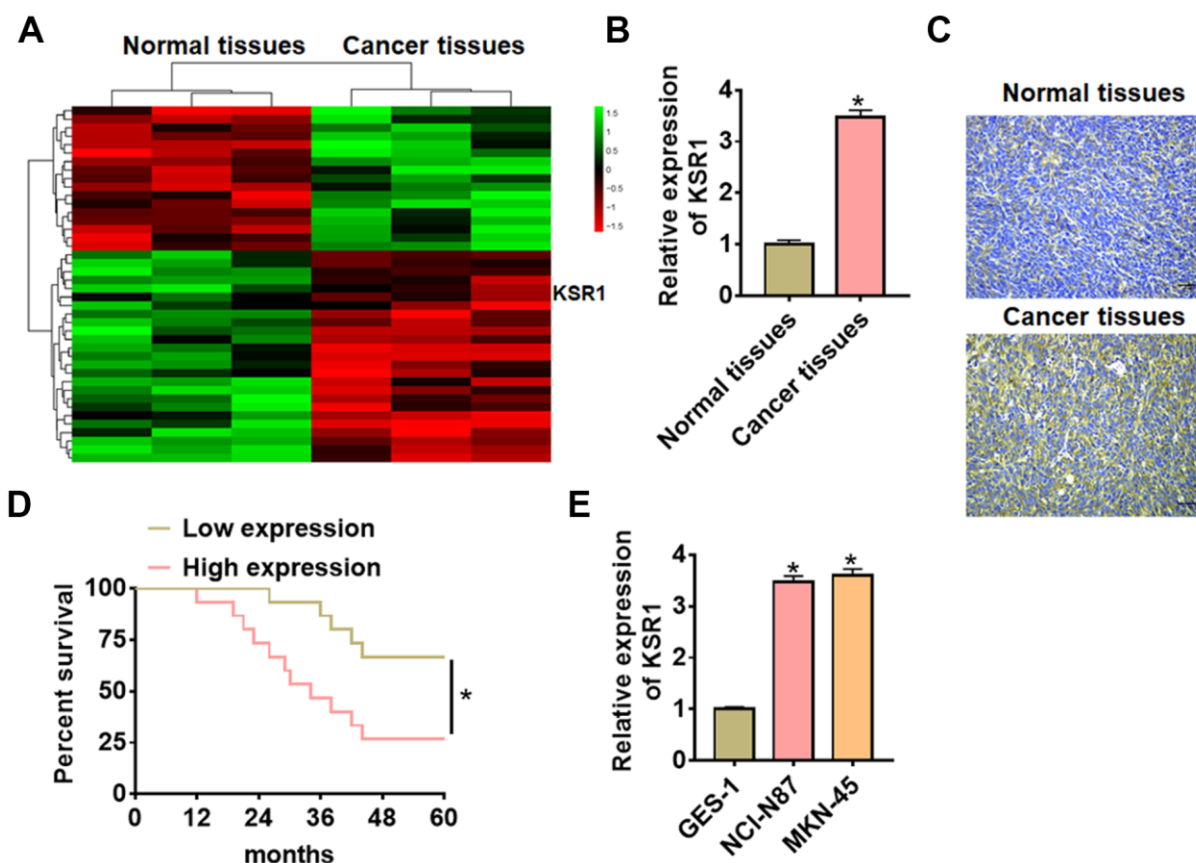 A
Normal tissues Cancer tissues
1.5
1
0.5
0
−0.5
−1
−1.5
KSR1
B
Relative expression
of KSR1
4
3
2
1
0
*
Normal tissues
Cancer tissues
C
Normal tissues
Cancer tissues
D
Low expression
High expression
Percent survival
100
75
50
25
0
0 12 24 36 48 60
months
*
E
Relative expression
of KSR1
4
3
2
1
0
* *
GES-1
NCI-N87
MKN-45